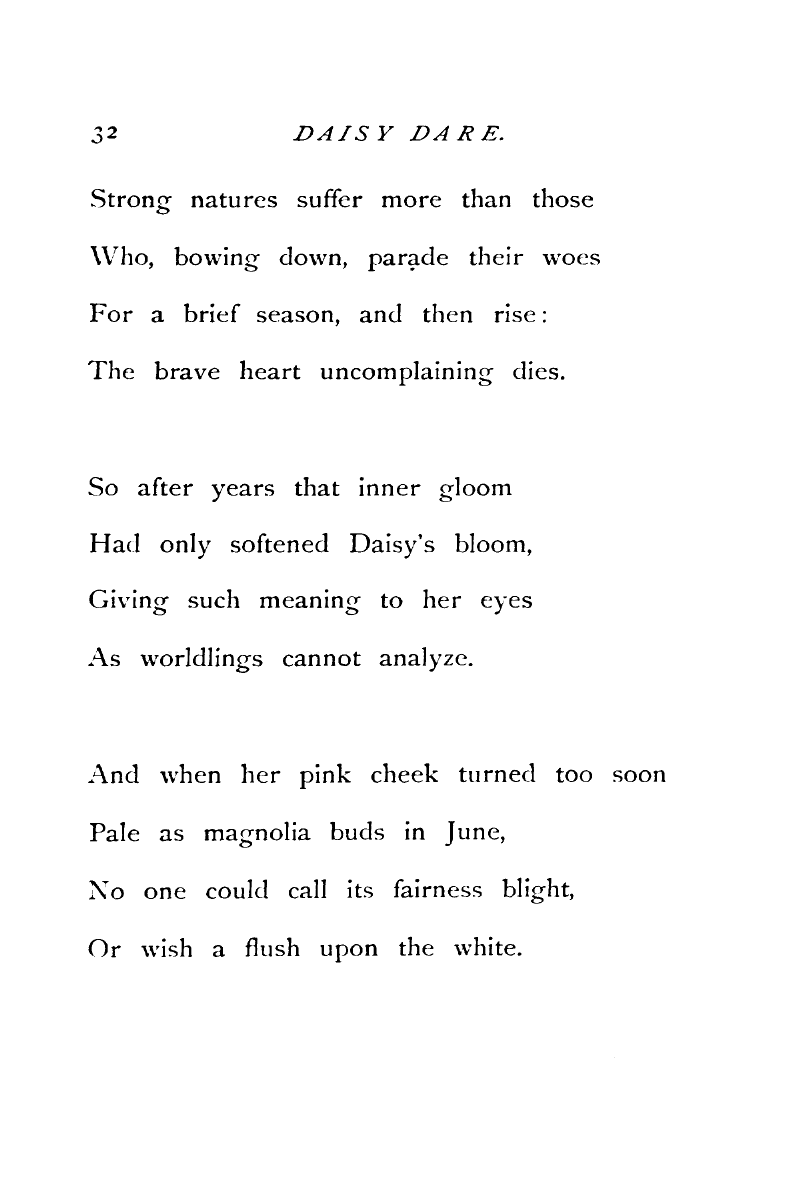 32 DAISY DARE.
Strong natures suffer more than those
Who, bowing down, parade their woes
For a brief season, and then rise:
The brave heart uncomplaining dies.
So after years that inner gloom
Had only softened Daisy's bloom,
Giving such meaning to her eyes
As worldlings cannot analyze.
And when her pink cheek turned too soon
Pale as magnolia buds in June,
No one could call its fairness blight,
Or wish a flush upon the white.